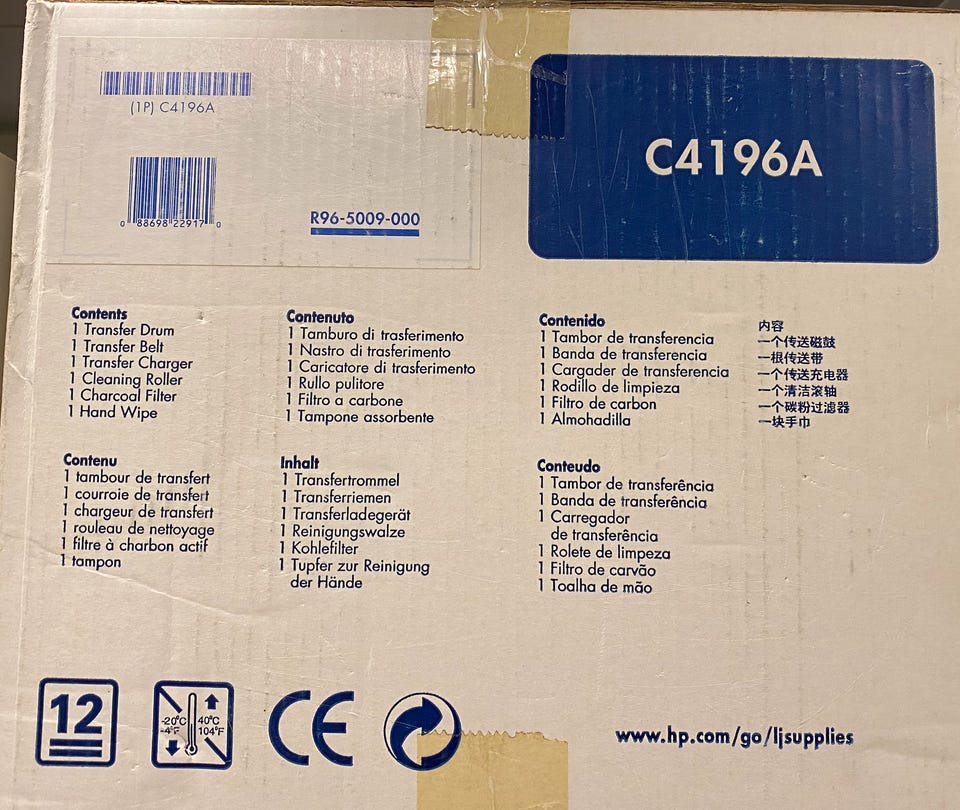 (1P) C4196A
C4196A
0 88698 22917 0
R96-5009-000
Contents
1 Transfer Drum
1 Transfer Belt
1 Transfer Charger
1 Cleaning Roller
1 Charcoal Filter
1 Hand Wipe
Contenuto
1 Tamburo di trasferimento
1 Nastro di trasferimento
1 Caricatore di trasferimento
1 Rullo pulitore
1 Filtro a carbone
1 Tampone assorbente
Contenido
1 Tambor de transferencia
1 Banda de transferencia
1 Cargador de transferencia
1 Rodillo de limpieza
1 Filtro de carbon
1 Almohadilla
内容
一个传送磁鼓
一根传送带
一个传送充电器
一个清洁滚轴
一个碳粉过滤器
一块手巾
Contenu
1 tambour de transfert
1 courroie de transfert
1 chargeur de transfert
1 rouleau de nettoyage
1 filtre à charbon actif
1 tampon
Inhalt
1 Transfertrommel
1 Transferriemen
1 Transferladegerät
1 Reinigungswalze
1 Kohlefilter
1 Tupfer zur Reinigung
der Hände
Conteudo
1 Tambor de transferência
1 Banda de transferência
1 Carregador
de transferência
1 Rolete de limpeza
1 Filtro de carvão
1 Toalha de mão
12
-20°C 40°C
-4°F 104°F
CE
www.hp.com/go/ljsupplies